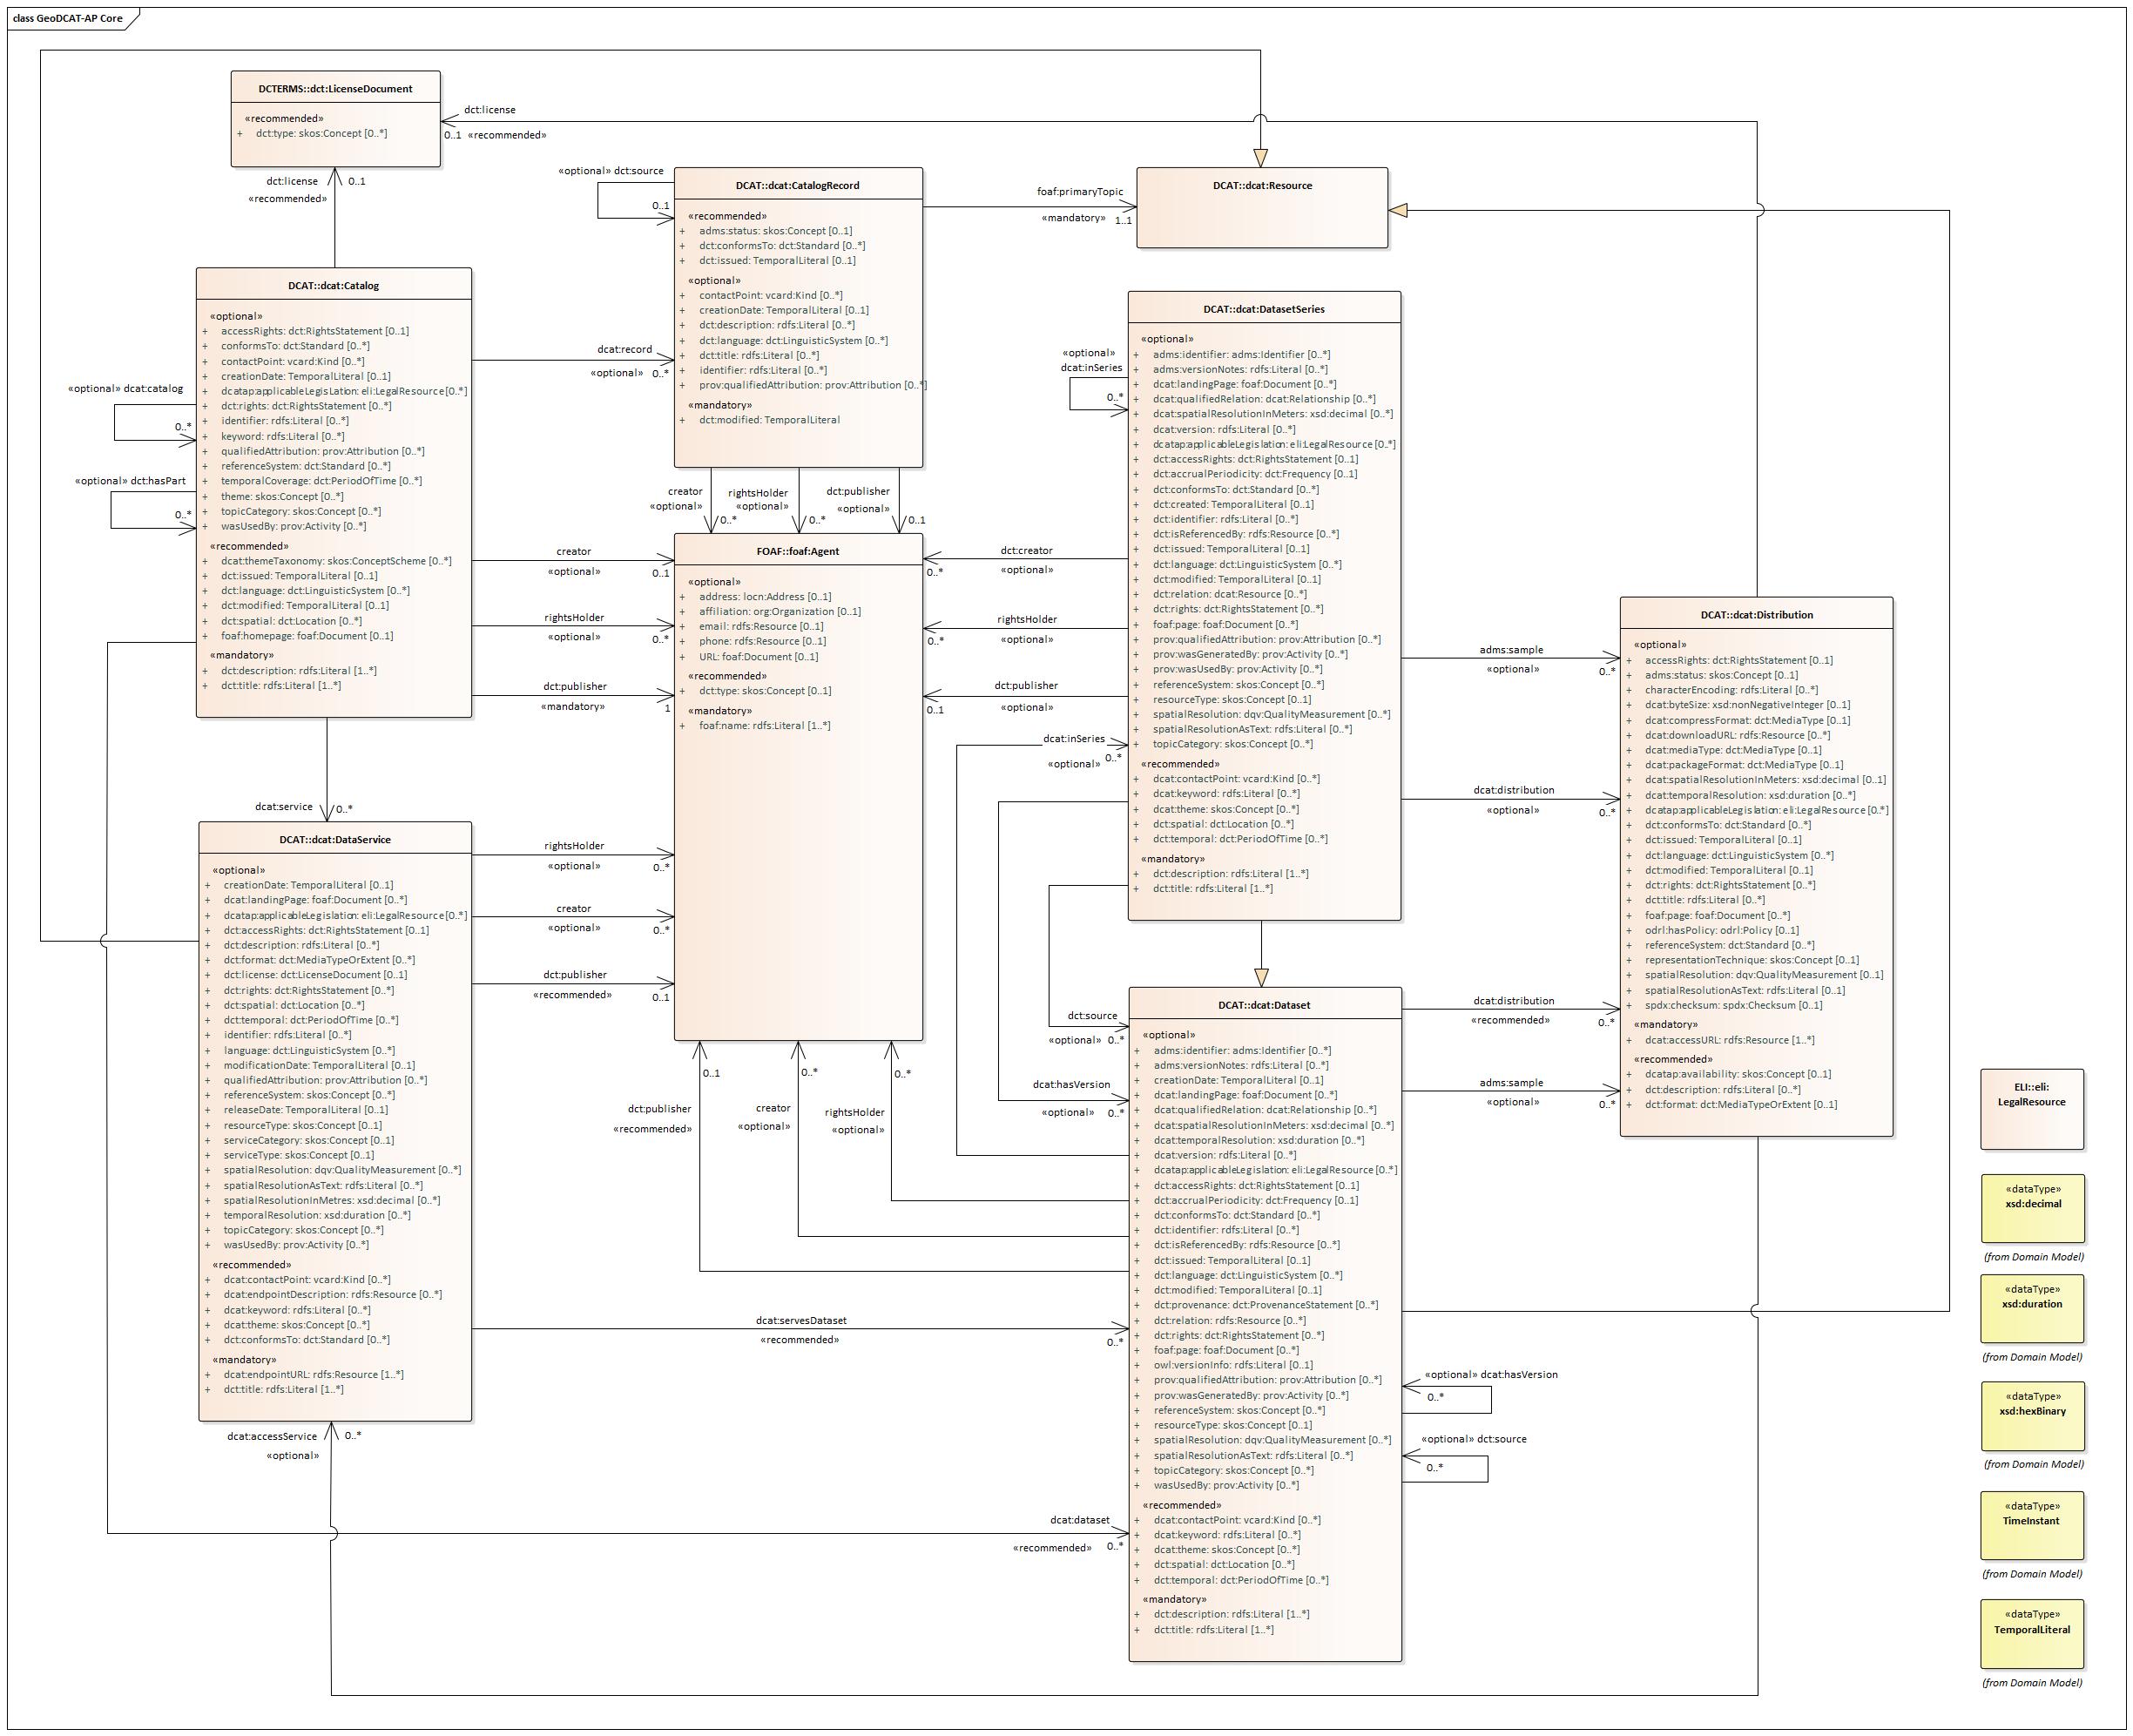 class GeoDCAT-AP Core
DCTERMS::dct:LicenseDocument
«recommended»
+ dct:type: skos:Concept [0..*]
dct:license
0..1 «recommended»
dct:license 0..1
«recommended»
DCAT::dcat:CatalogRecord
«recommended»
+ adms:status: skos:Concept [0..1]
+ dct:conformsTo: dct:Standard [0..*]
+ dct:issued: TemporalLiteral [0..1]
«optional»
+ contactPoint: vcard:Kind [0..*]
+ creationDate: TemporalLiteral [0..1]
+ dct:description: rdfs:Literal [0..*]
+ dct:language: dct:LinguisticSystem [0..*]
+ dct:title: rdfs:Literal [0..*]
+ identifier: rdfs:Literal [0..*]
+ prov:qualifiedAttribution: prov:Attribution [0..*]
«mandatory»
+ dct:modified: TemporalLiteral
«optional» dct:source
0..1
foaf:primaryTopic
«mandatory» 1..1
DCAT::dcat:Resource
DCAT::dcat:Catalog
«optional»
+ accessRights: dct:RightsStatement [0..1]
+ conformsTo: dct:Standard [0..*]
+ contactPoint: vcard:Kind [0..*]
+ creationDate: TemporalLiteral [0..1]
+ dcatap:applicableLegislation: eli:LegalResource [0..*]
+ dct:rights: dct:RightsStatement [0..*]
+ identifier: rdfs:Literal [0..*]
+ keyword: rdfs:Literal [0..*]
+ qualifiedAttribution: prov:Attribution [0..*]
+ referenceSystem: dct:Standard [0..*]
+ temporalCoverage: dct:PeriodOfTime [0..*]
+ theme: skos:Concept [0..*]
+ topicCategory: skos:Concept [0..*]
+ wasUsedBy: prov:Activity [0..*]
«recommended»
+ dcat:themeTaxonomy: skos:ConceptScheme [0..*]
+ dct:issued: TemporalLiteral [0..1]
+ dct:language: dct:LinguisticSystem [0..*]
+ dct:modified: TemporalLiteral [0..1]
+ dct:spatial: dct:Location [0..*]
+ foaf:homepage: foaf:Document [0..1]
«mandatory»
+ dct:description: rdfs:Literal [1..*]
+ dct:title: rdfs:Literal [1..*]
«optional» dcat:catalog
0..*
«optional» dct:hasPart
0..*
dcat:record
«optional» 0..*
creator
«optional» 0..*
rightsHolder
«optional» 0..*
dct:publisher
«optional» 0..1
creator
«optional» 0..1
rightsHolder
«optional» 0..*
dct:publisher
«mandatory» 1
dcat:service 0..*
FOAF::foaf:Agent
«optional»
+ address: locn:Address [0..1]
+ affiliation: org:Organization [0..1]
+ email: rdfs:Resource [0..1]
+ phone: rdfs:Resource [0..1]
+ URL: foaf:Document [0..1]
«recommended»
+ dct:type: skos:Concept [0..1]
«mandatory»
+ foaf:name: rdfs:Literal [1..*]
DCAT::dcat:DatasetSeries
«optional»
+ adms:identifier: adms:Identifier [0..*]
+ adms:versionNotes: rdfs:Literal [0..*]
+ dcat:landingPage: foaf:Document [0..*]
+ dcat:qualifiedRelation: dcat:Relationship [0..*]
+ dcat:spatialResolutionInMeters: xsd:decimal [0..*]
+ dcat:version: rdfs:Literal [0..*]
+ dcatap:applicableLegislation: eli:LegalResource [0..*]
+ dct:accessRights: dct:RightsStatement [0..1]
+ dct:accrualPeriodicity: dct:Frequency [0..1]
+ dct:conformsTo: dct:Standard [0..*]
+ dct:created: TemporalLiteral [0..1]
+ dct:identifier: rdfs:Literal [0..*]
+ dct:isReferencedBy: rdfs:Resource [0..*]
+ dct:issued: TemporalLiteral [0..1]
+ dct:language: dct:LinguisticSystem [0..*]
+ dct:modified: TemporalLiteral [0..1]
+ dct:relation: dcat:Resource [0..*]
+ dct:rights: dct:RightsStatement [0..*]
+ foaf:page: foaf:Document [0..*]
+ prov:qualifiedAttribution: prov:Attribution [0..*]
+ prov:wasGeneratedBy: prov:Activity [0..*]
+ prov:wasUsedBy: prov:Activity [0..*]
+ referenceSystem: skos:Concept [0..*]
+ resourceType: skos:Concept [0..1]
+ spatialResolution: dqv:QualityMeasurement [0..*]
+ spatialResolutionAsText: rdfs:Literal [0..*]
+ topicCategory: skos:Concept [0..*]
«recommended»
+ dcat:contactPoint: vcard:Kind [0..*]
+ dcat:keyword: rdfs:Literal [0..*]
+ dcat:theme: skos:Concept [0..*]
+ dct:spatial: dct:Location [0..*]
+ dct:temporal: dct:PeriodOfTime [0..*]
«mandatory»
+ dct:description: rdfs:Literal [1..*]
+ dct:title: rdfs:Literal [1..*]
«optional»
dcat:inSeries
0..*
dct:creator
0..* «optional»
rightsHolder
0..* «optional»
dct:publisher
0..1 «optional»
dcat:inSeries
«optional» 0..*
adms:sample
«optional» 0..*
dcat:distribution
«optional» 0..*
dct:source
«optional» 0..*
dcat:hasVersion
«optional» 0..*
DCAT::dcat:Distribution
«optional»
+ accessRights: dct:RightsStatement [0..1]
+ adms:status: skos:Concept [0..1]
+ characterEncoding: rdfs:Literal [0..*]
+ dcat:byteSize: xsd:nonNegativeInteger [0..1]
+ dcat:compressFormat: dct:MediaType [0..1]
+ dcat:downloadURL: rdfs:Resource [0..*]
+ dcat:mediaType: dct:MediaType [0..1]
+ dcat:packageFormat: dct:MediaType [0..1]
+ dcat:spatialResolutionInMeters: xsd:decimal [0..1]
+ dcat:temporalResolution: xsd:duration [0..*]
+ dcatap:applicableLegislation: eli:LegalResource [0..*]
+ dct:conformsTo: dct:Standard [0..*]
+ dct:issued: TemporalLiteral [0..1]
+ dct:language: dct:LinguisticSystem [0..*]
+ dct:modified: TemporalLiteral [0..1]
+ dct:rights: dct:RightsStatement [0..*]
+ dct:title: rdfs:Literal [0..*]
+ foaf:page: foaf:Document [0..*]
+ odrl:hasPolicy: odrl:Policy [0..1]
+ referenceSystem: dct:Standard [0..*]
+ representationTechnique: skos:Concept [0..1]
+ spatialResolution: dqv:QualityMeasurement [0..1]
+ spatialResolutionAsText: rdfs:Literal [0..1]
+ spdx:checksum: spdx:Checksum [0..1]
«mandatory»
+ dcat:accessURL: rdfs:Resource [1..*]
«recommended»
+ dcatap:availability: skos:Concept [0..1]
+ dct:description: rdfs:Literal [0..*]
+ dct:format: dct:MediaTypeOrExtent [0..1]
DCAT::dcat:DataService
«optional»
+ creationDate: TemporalLiteral [0..1]
+ dcat:landingPage: foaf:Document [0..*]
+ dcatap:applicableLegislation: eli:LegalResource [0..*]
+ dct:accessRights: dct:RightsStatement [0..1]
+ dct:description: rdfs:Literal [0..*]
+ dct:format: dct:MediaTypeOrExtent [0..*]
+ dct:license: dct:LicenseDocument [0..1]
+ dct:rights: dct:RightsStatement [0..*]
+ dct:spatial: dct:Location [0..*]
+ dct:temporal: dct:PeriodOfTime [0..*]
+ identifier: rdfs:Literal [0..*]
+ language: dct:LinguisticSystem [0..*]
+ modificationDate: TemporalLiteral [0..1]
+ qualifiedAttribution: prov:Attribution [0..*]
+ referenceSystem: skos:Concept [0..*]
+ releaseDate: TemporalLiteral [0..1]
+ resourceType: skos:Concept [0..1]
+ serviceCategory: skos:Concept [0..1]
+ serviceType: skos:Concept [0..1]
+ spatialResolution: dqv:QualityMeasurement [0..*]
+ spatialResolutionAsText: rdfs:Literal [0..*]
+ spatialResolutionInMetres: xsd:decimal [0..*]
+ temporalResolution: xsd:duration [0..*]
+ topicCategory: skos:Concept [0..*]
+ wasUsedBy: prov:Activity [0..*]
«recommended»
+ dcat:contactPoint: vcard:Kind [0..*]
+ dcat:endpointDescription: rdfs:Resource [0..*]
+ dcat:keyword: rdfs:Literal [0..*]
+ dcat:theme: skos:Concept [0..*]
+ dct:conformsTo: dct:Standard [0..*]
«mandatory»
+ dcat:endpointURL: rdfs:Resource [1..*]
+ dct:title: rdfs:Literal [1..*]
rightsHolder
«optional» 0..*
creator
«optional» 0..*
dct:publisher
«recommended» 0..1
0..1
dct:publisher
«recommended»
0..*
creator
«optional»
0..*
rightsHolder
«optional»
dcat:servesDataset
«recommended» 0..*
dcat:accessService 0..*
«optional»
dcat:dataset
«recommended» 0..*
DCAT::dcat:Dataset
«optional»
+ adms:identifier: adms:Identifier [0..*]
+ adms:versionNotes: rdfs:Literal [0..*]
+ creationDate: TemporalLiteral [0..1]
+ dcat:landingPage: foaf:Document [0..*]
+ dcat:qualifiedRelation: dcat:Relationship [0..*]
+ dcat:spatialResolutionInMeters: xsd:decimal [0..*]
+ dcat:temporalResolution: xsd:duration [0..*]
+ dcat:version: rdfs:Literal [0..*]
+ dcatap:applicableLegislation: eli:LegalResource [0..*]
+ dct:accessRights: dct:RightsStatement [0..1]
+ dct:accrualPeriodicity: dct:Frequency [0..1]
+ dct:conformsTo: dct:Standard [0..*]
+ dct:identifier: rdfs:Literal [0..*]
+ dct:isReferencedBy: rdfs:Resource [0..*]
+ dct:issued: TemporalLiteral [0..1]
+ dct:language: dct:LinguisticSystem [0..*]
+ dct:modified: TemporalLiteral [0..1]
+ dct:provenance: dct:ProvenanceStatement [0..*]
+ dct:relation: rdfs:Resource [0..*]
+ dct:rights: dct:RightsStatement [0..*]
+ foaf:page: foaf:Document [0..*]
+ owl:versionInfo: rdfs:Literal [0..1]
+ prov:qualifiedAttribution: prov:Attribution [0..*]
+ prov:wasGeneratedBy: prov:Activity [0..*]
+ referenceSystem: skos:Concept [0..*]
+ resourceType: skos:Concept [0..1]
+ spatialResolution: dqv:QualityMeasurement [0..*]
+ spatialResolutionAsText: rdfs:Literal [0..*]
+ topicCategory: skos:Concept [0..*]
+ wasUsedBy: prov:Activity [0..*]
«recommended»
+ dcat:contactPoint: vcard:Kind [0..*]
+ dcat:keyword: rdfs:Literal [0..*]
+ dcat:theme: skos:Concept [0..*]
+ dct:spatial: dct:Location [0..*]
+ dct:temporal: dct:PeriodOfTime [0..*]
«mandatory»
+ dct:description: rdfs:Literal [1..*]
+ dct:title: rdfs:Literal [1..*]
dcat:distribution
«recommended» 0..*
adms:sample
«optional» 0..*
«optional» dcat:hasVersion
0..*
«optional» dct:source
0..*
ELI::eli:
LegalResource
«dataType»
xsd:decimal
(from Domain Model)
«dataType»
xsd:duration
(from Domain Model)
«dataType»
xsd:hexBinary
(from Domain Model)
«dataType»
TimeInstant
(from Domain Model)
«dataType»
TemporalLiteral
(from Domain Model)